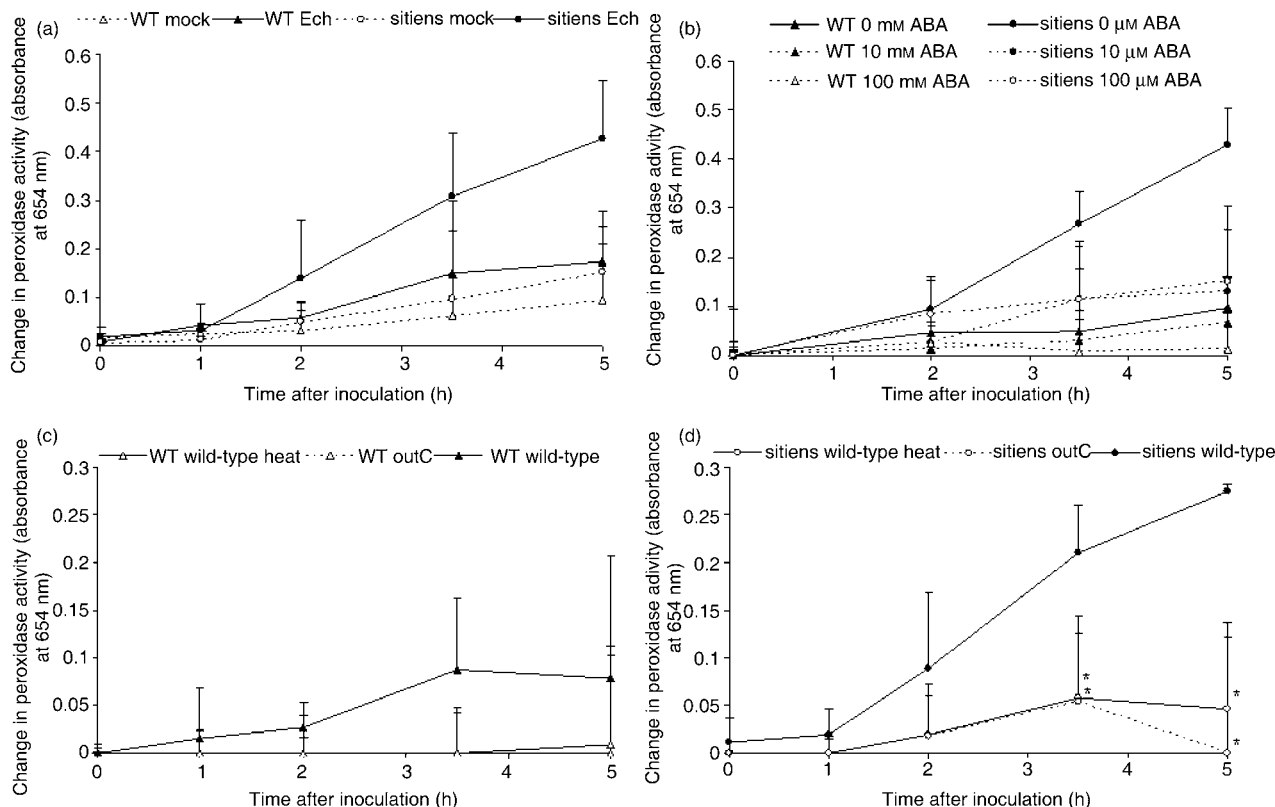 (a)
WT mock WT Ech sitiens mock sitiens Ech
Change in peroxidase activity (absorbance
at 654 nm)
0.6
0.5
0.4
0.3
0.2
0.1
0
0 1 2 3 4 5
Time after inoculation (h)
(b)
WT 0 mM ABA sitiens 0 μM ABA
WT 10 mM ABA sitiens 10 μM ABA
WT 100 mM ABA sitiens 100 μM ABA
Change in peroxidase adivity (absorbance
at 654 nm)
0.6
0.5
0.4
0.3
0.2
0.1
0
0 1 2 3 4 5
Time after inoculation (h)
(c)
WT wild-type heat WT outC WT wild-type
Change in peroxidase activity (absorbance
at 654 nm)
0.3
0.25
0.2
0.15
0.1
0.05
0
0 1 2 3 4 5
Time after inoculation (h)
(d)
sitiens wild-type heat sitiens outC sitiens wild-type
Change in peroxidase adivity (absorbance
at 654 nm)
0.3
0.25
0.2
0.15
0.1
0.05
0
*
*
*
*
0 1 2 3 4 5
Time after inoculation (h)